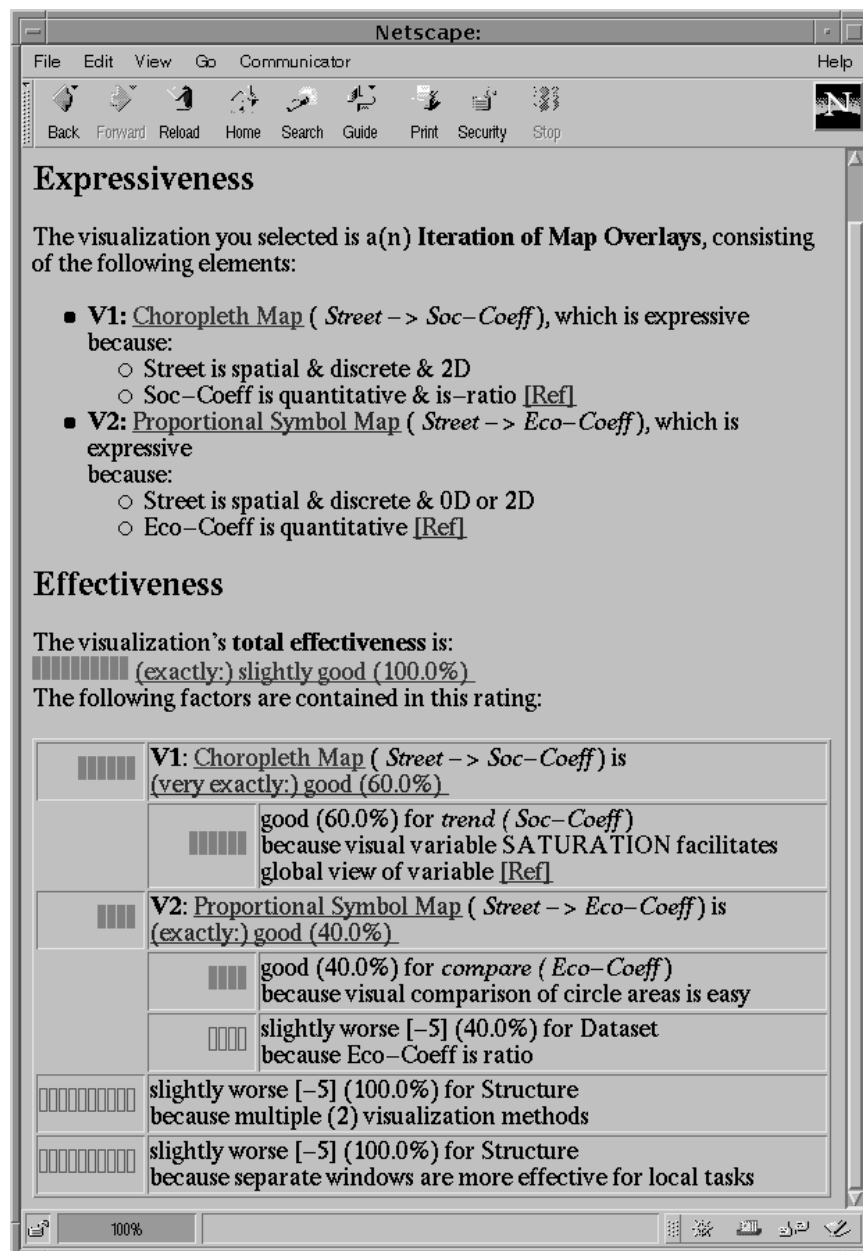 Netscape:
File Edit View Go Communicator Help
Back Forward Reload Home Search Guide Print Security Stop
N
Expressiveness
The visualization you selected is a(n) Iteration of Map Overlays, consisting
of the following elements:
V1: Choropleth Map ( Street -> Soc-Coeff ), which is expressive
because:
Street is spatial & discrete & 2D
Soc-Coeff is quantitative & is-ratio [Ref]
V2: Proportional Symbol Map ( Street -> Eco-Coeff ), which is
expressive
because:
Street is spatial & discrete & 0D or 2D
Eco-Coeff is quantitative [Ref]
Effectiveness
The visualization's total effectiveness is:
(exactly:) slightly good (100.0%)
The following factors are contained in this rating:
V1: Choropleth Map ( Street -> Soc-Coeff ) is
(very exactly:) good (60.0%)
good (60.0%) for trend ( Soc-Coeff )
because visual variable SATURATION facilitates
global view of variable [Ref]
V2: Proportional Symbol Map ( Street -> Eco-Coeff ) is
(exactly:) good (40.0%)
good (40.0%) for compare ( Eco-Coeff )
because visual comparison of circle areas is easy
slightly worse [-5] (40.0%) for Dataset
because Eco-Coeff is ratio
slightly worse [-5] (100.0%) for Structure
because multiple (2) visualization methods
slightly worse [-5] (100.0%) for Structure
because separate windows are more effective for local tasks
100%